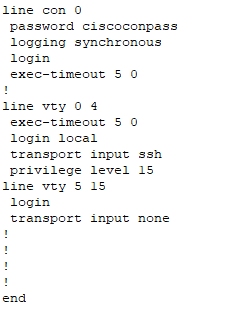 line con 0
 password ciscoconpass
 logging synchronous
 login
 exec-timeout 5 0
!
line vty 0 4
 exec-timeout 5 0
 login local
 transport input ssh
 privilege level 15
line vty 5 15
 login
 transport input none
!
!
!
!
end